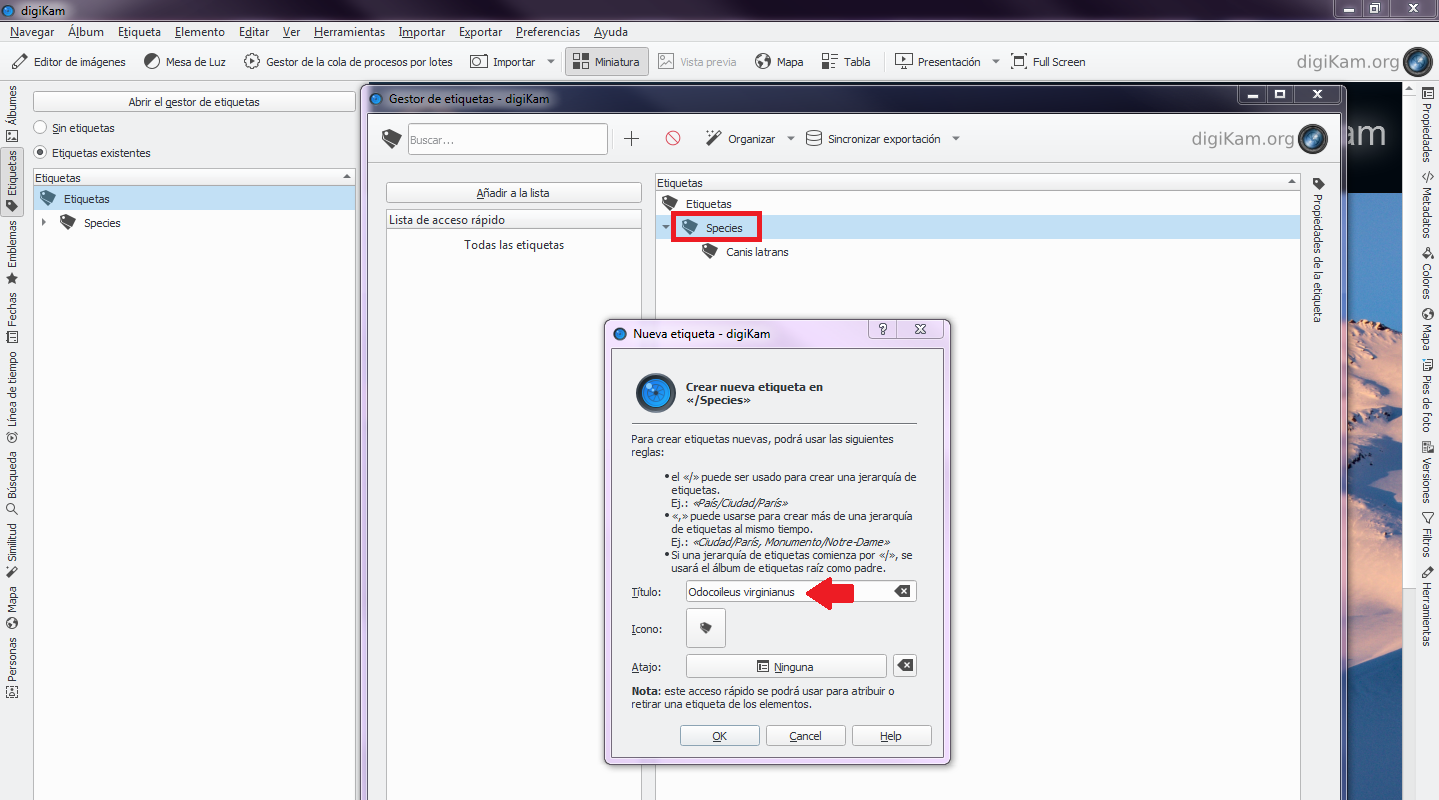 digiKam
Navegar Álbum Etiqueta Elemento Editar Ver Herramientas Importar Exportar Preferencias Ayuda
Editor de imágenes Mesa de Luz Gestor de la cola de procesos por lotes Importar Miniatura Vista previa Mapa Tabla Presentación Full Screen digiKam.org
Álbumes
Etiquetas
Emblemas
Fechas
Línea de tiempo
Búsqueda
Similitud
Mapa
Personas
Abrir el gestor de etiquetas
Sin etiquetas
Etiquetas existentes
Etiquetas
Etiquetas
Species
Gestor de etiquetas - digiKam
Buscar... Organizar Sincronizar exportación digiKam.org
am
Añadir a la lista
Lista de acceso rápido
Todas las etiquetas
Etiquetas
Etiquetas
Species
Canis latrans
Propiedades de la etiqueta
Nueva etiqueta - digiKam
Crear nueva etiqueta en
«/Species»
Para crear etiquetas nuevas, podrá usar las siguientes
reglas:
• el «/» puede ser usado para crear una jerarquía de
etiquetas.
Ej.: «País/Ciudad/París»
• «,» puede usarse para crear más de una jerarquía
de etiquetas al mismo tiempo.
Ej.: «Ciudad/París, Monumento/Notre-Dame»
• Si una jerarquía de etiquetas comienza por «/», se
usará el álbum de etiquetas raíz como padre.
Título: Odocoileus virginianus
Icono:
Atajo: Ninguna
Nota: este acceso rápido se podrá usar para atribuir o
retirar una etiqueta de los elementos.
OK Cancel Help
Propiedades
Metadatos
Colores
Mapa
Pies de foto
Versiones
Filtros
Herramientas